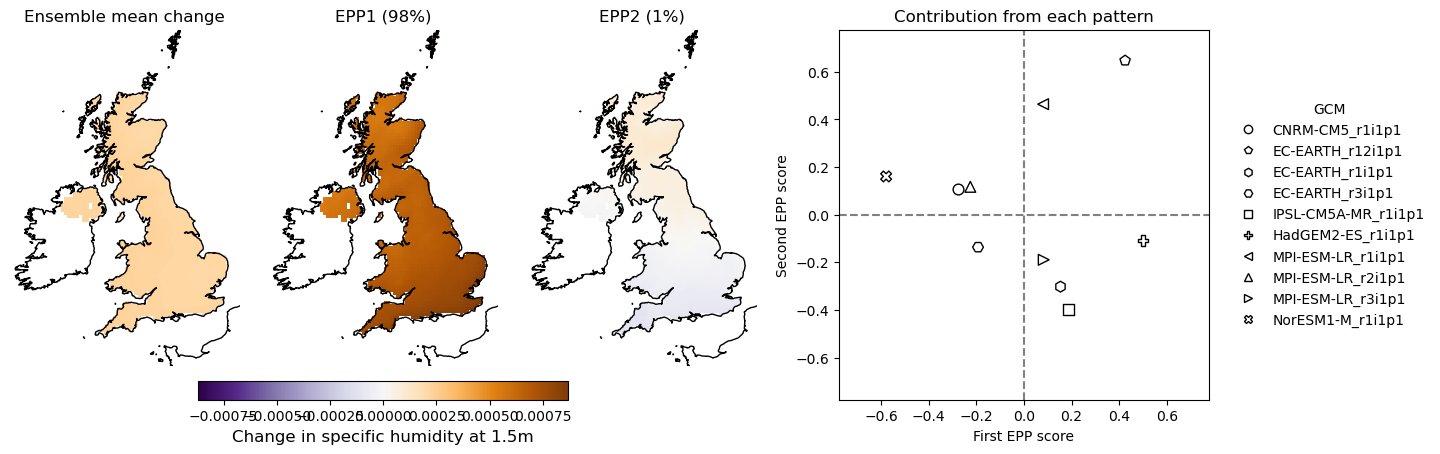 Ensemble mean change
EPP1 (98%)
EPP2 (1%)
Contribution from each pattern
−0.00075
−0.00050
−0.00025
0.00000
0.00025
0.00050
0.00075
Change in specific humidity at 1.5m
Second EPP score
0.6
0.4
0.2
0.0
−0.2
−0.4
−0.6
−0.6
−0.4
−0.2
0.0
0.2
0.4
0.6
First EPP score
GCM
CNRM-CM5_r1i1p1
EC-EARTH_r12i1p1
EC-EARTH_r1i1p1
EC-EARTH_r3i1p1
IPSL-CM5A-MR_r1i1p1
HadGEM2-ES_r1i1p1
MPI-ESM-LR_r1i1p1
MPI-ESM-LR_r2i1p1
MPI-ESM-LR_r3i1p1
NorESM1-M_r1i1p1